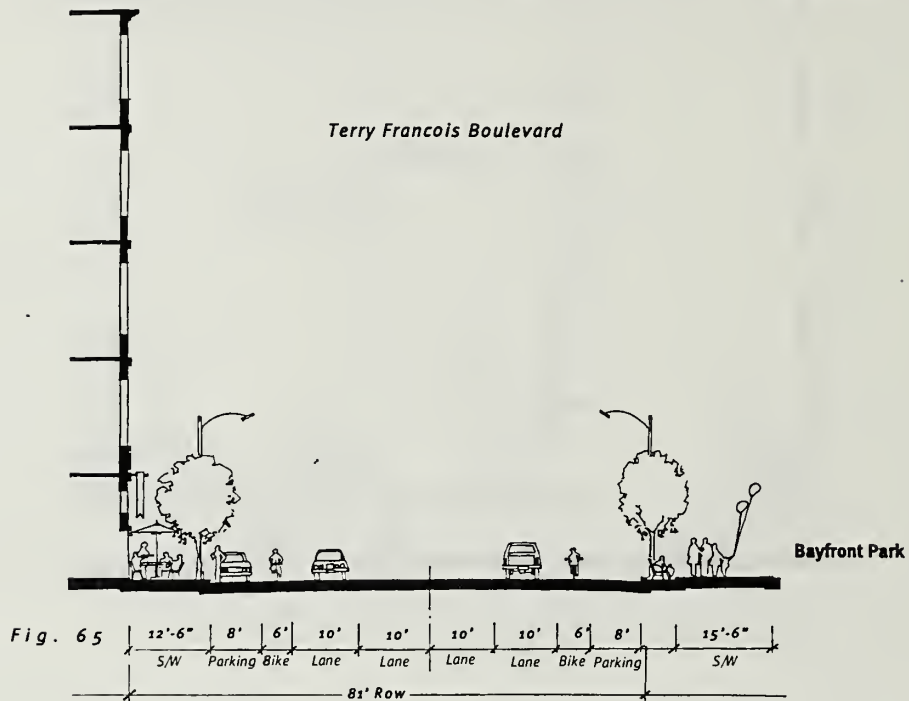 Terry Francois Boulevard
Bayfront Park
Fig. 65 12'-6" 8' 6' 10' 10' 10' 10' 6' 8' 15'-6"
S/W Parking Bike Lane Lane Lane Lane Bike Parking S/W
81' Row